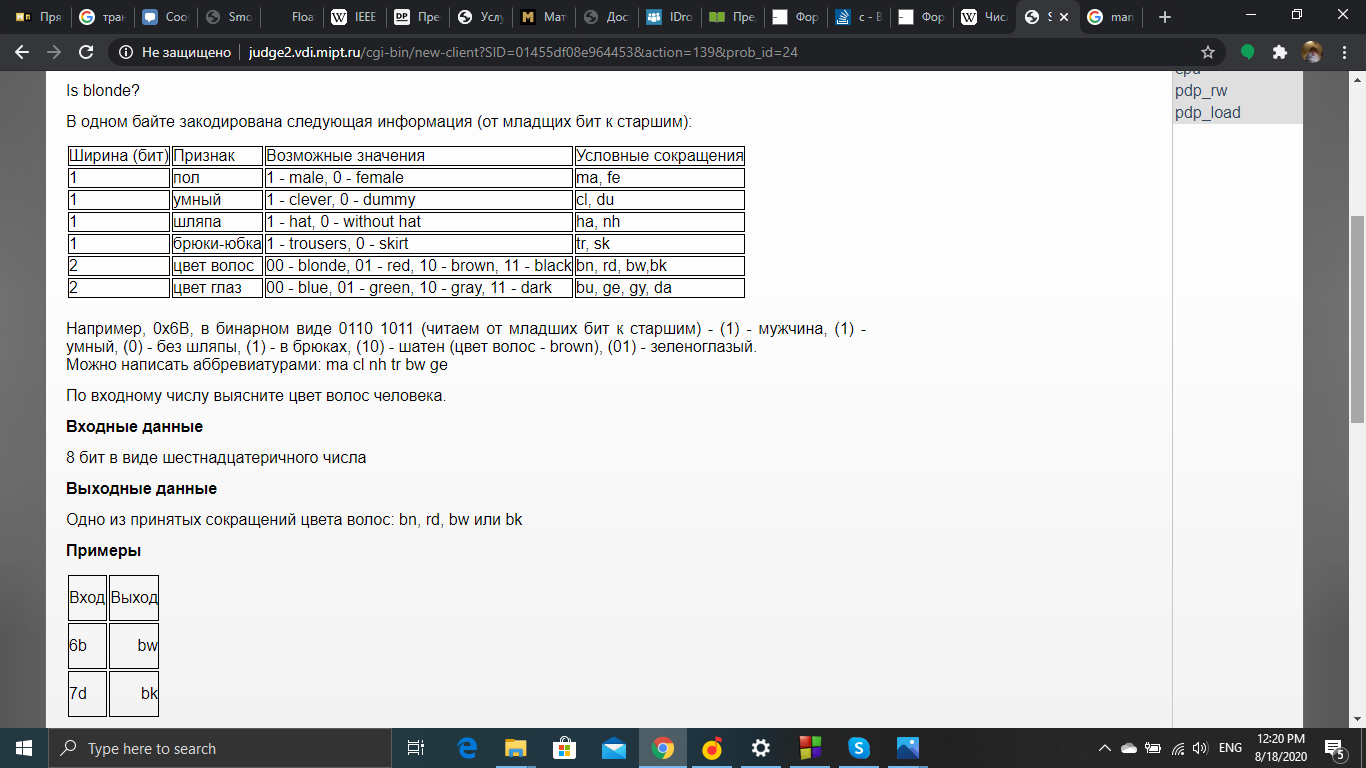 Пря
тран
Coo
Smo
Float
IEEE
Пре
Услу
Мат
Дос
IDro
Пре
Фор
c - B
Фор
Чис
S
man
Не защищено | judge2.vdi.mipt.ru/cgi-bin/new-client?SID=01455df08e964453&action=139&prob_id=24
cpu
pdp_rw
pdp_load
Is blonde?
В одном байте закодирована следующая информация (от младщих бит к старшим):
Ширина (бит) Признак Возможные значения Условные сокращения
1 пол 1 - male, 0 - female ma, fe
1 умный 1 - clever, 0 - dummy cl, du
1 шляпа 1 - hat, 0 - without hat ha, nh
1 брюки-юбка 1 - trousers, 0 - skirt tr, sk
2 цвет волос 00 - blonde, 01 - red, 10 - brown, 11 - black bn, rd, bw,bk
2 цвет глаз 00 - blue, 01 - green, 10 - gray, 11 - dark bu, ge, gy, da
Например, 0x6B, в бинарном виде 0110 1011 (читаем от младших бит к старшим) - (1) - мужчина, (1) -
умный, (0) - без шляпы, (1) - в брюках, (10) - шатен (цвет волос - brown), (01) - зеленоглазый.
Можно написать аббревиатурами: ma cl nh tr bw ge
По входному числу выясните цвет волос человека.
Входные данные
8 бит в виде шестнадцатеричного числа
Выходные данные
Одно из принятых сокращений цвета волос: bn, rd, bw или bk
Примеры
Вход Выход
6b bw
7d bk
Type here to search
ENG
12:20 PM
8/18/2020
5